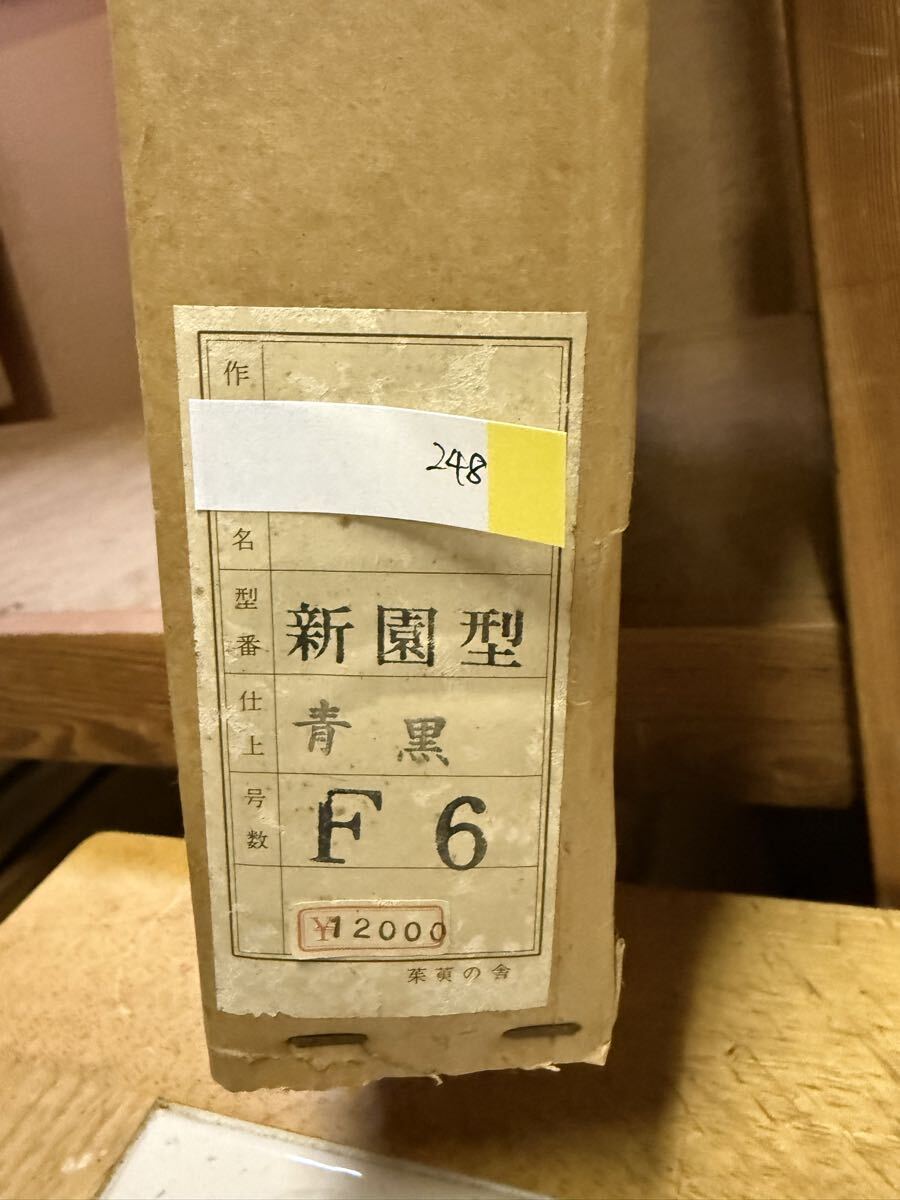 作
248
名
型番 新園型
仕上 青黒
号数 F 6
¥12000
茱萸の舎